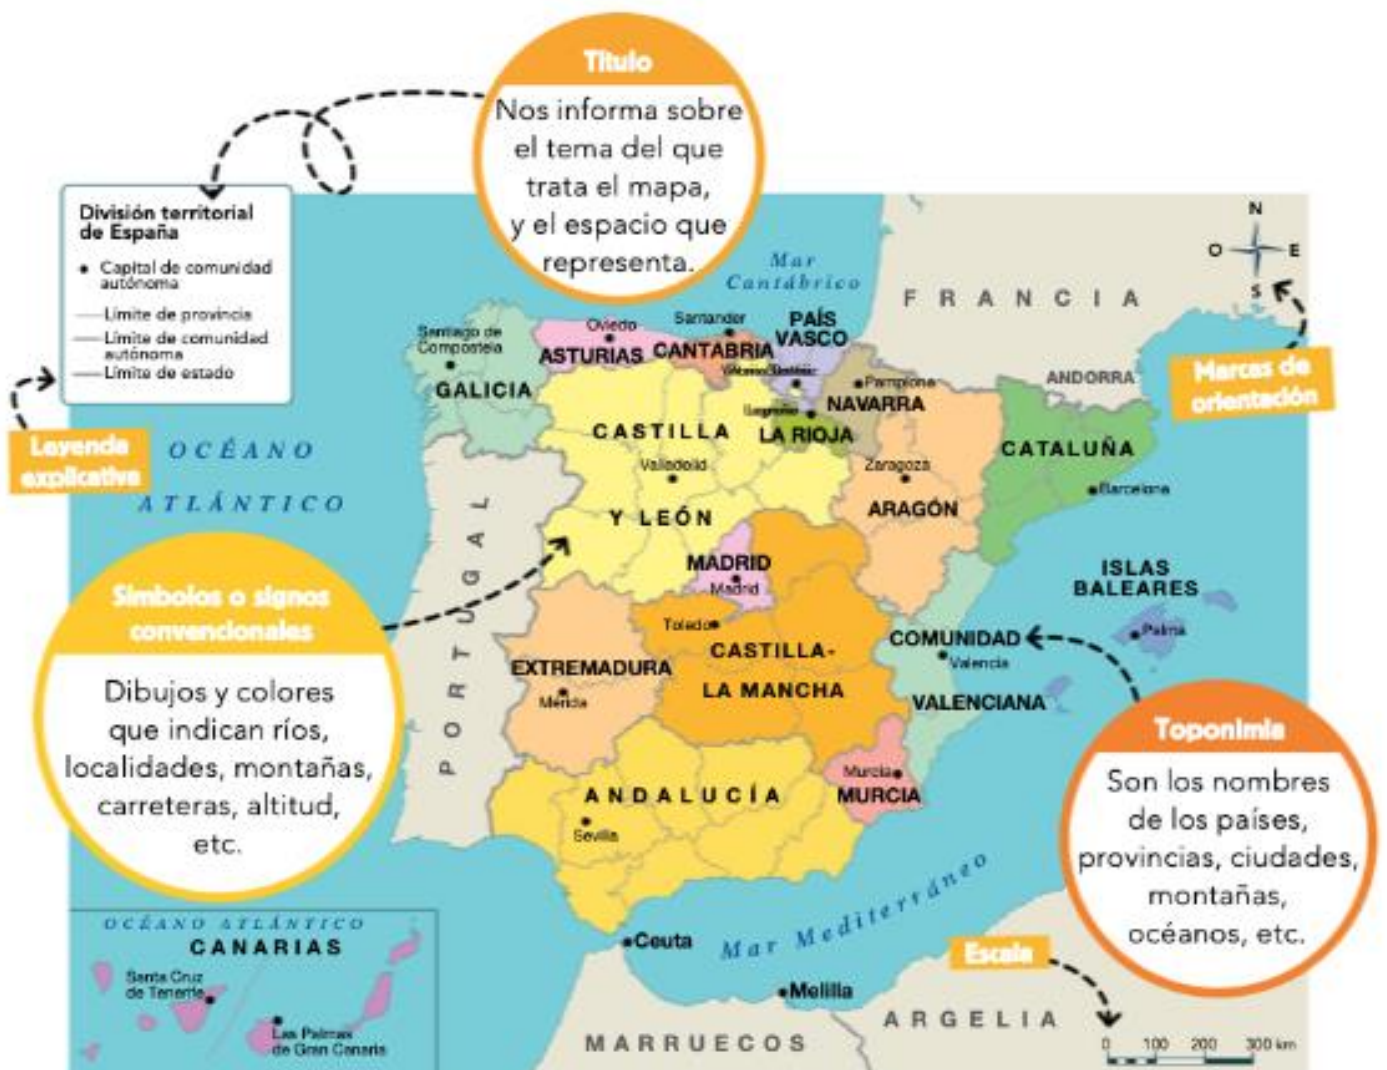 Título
Nos informa sobre
el tema del que
trata el mapa,
y el espacio que
representa.
División territorial
de España
Capital de comunidad
autónoma
Límite de provincia
Límite de comunidad
autónoma
Límite de estado
Leyenda
explicativa
N
O
E
S
Marcas de
orientación
Mar
Cantábrico
FRANCIA
ANDORRA
OCÉANO
ATLÁNTICO
PORTUGAL
Santiago de
Compostela
GALICIA
Oviedo
ASTURIAS
Santander
CANTABRIA
PAÍS
VASCO
Pamplona
NAVARRA
Logroño
LA RIOJA
CASTILLA
Valladolid
Y LEÓN
Zaragoza
ARAGÓN
CATALUÑA
Barcelona
MADRID
Madrid
Toledo
CASTILLA-
LA MANCHA
EXTREMADURA
Mérida
COMUNIDAD
Valencia
VALENCIANA
ISLAS
BALEARES
Palma
Murcia
MURCIA
ANDALUCÍA
Sevilla
Símbolos o signos
convencionales
Dibujos y colores
que indican ríos,
localidades, montañas,
carreteras, altitud,
etc.
Toponimia
Son los nombres
de los países,
provincias, ciudades,
montañas,
océanos, etc.
Mar Mediterráneo
Ceuta
Melilla
MARRUECOS
ARGELIA
OCÉANO ATLÁNTICO
CANARIAS
Santa Cruz
de Tenerife
Las Palmas
de Gran Canaria
Escala
0 100 200 300 km